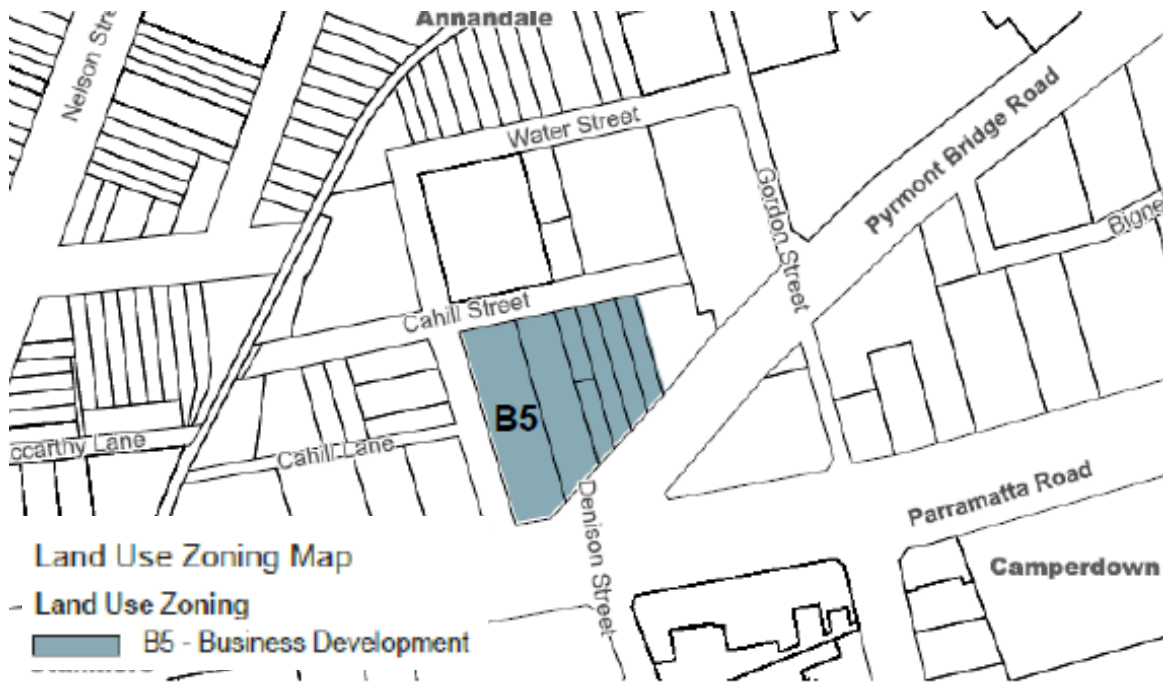 Annandale
Nelson Stre
Water Street
Pyrmont Bridge Road
Gordon Street
Bigne
Cahill Street
B5
ccarthy Lane
Cahill Lane
Denison Street
Parramatta Road
Camperdown
Land Use Zoning Map
Land Use Zoning
B5 - Business Development